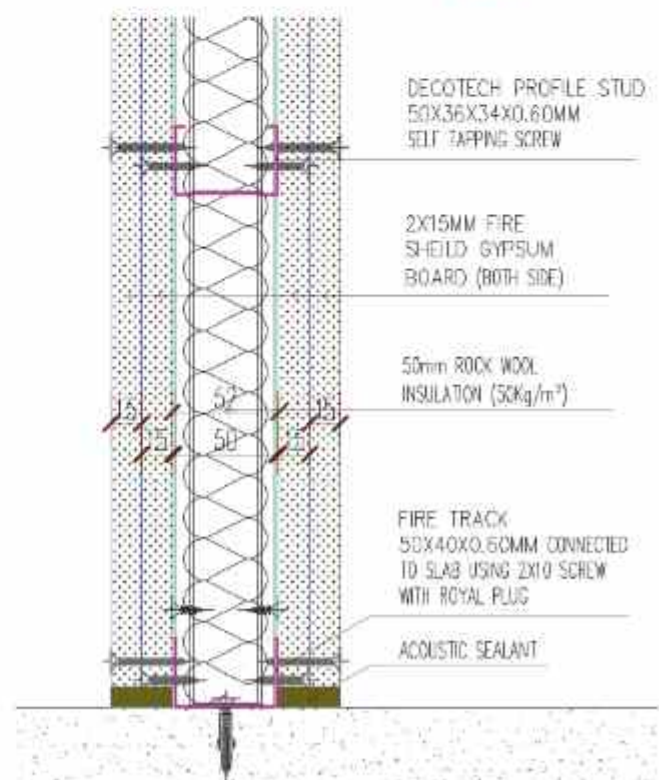 DECOTECH PROFILE STUD
50X36X34X0.60MM
SELF TAPPING SCREW
2X15MM FIRE
SHEILD GYPSUM
BOARD (BOTH SIDE)
50mm ROCK WOOL
INSULATION (50Kg/m³)
15 52 15
15 50 15
FIRE TRACK
50X40X0.60MM CONNECTED
TO SLAB USING 2X10 SCREW
WITH ROYAL PLUG
ACOUSTIC SEALANT